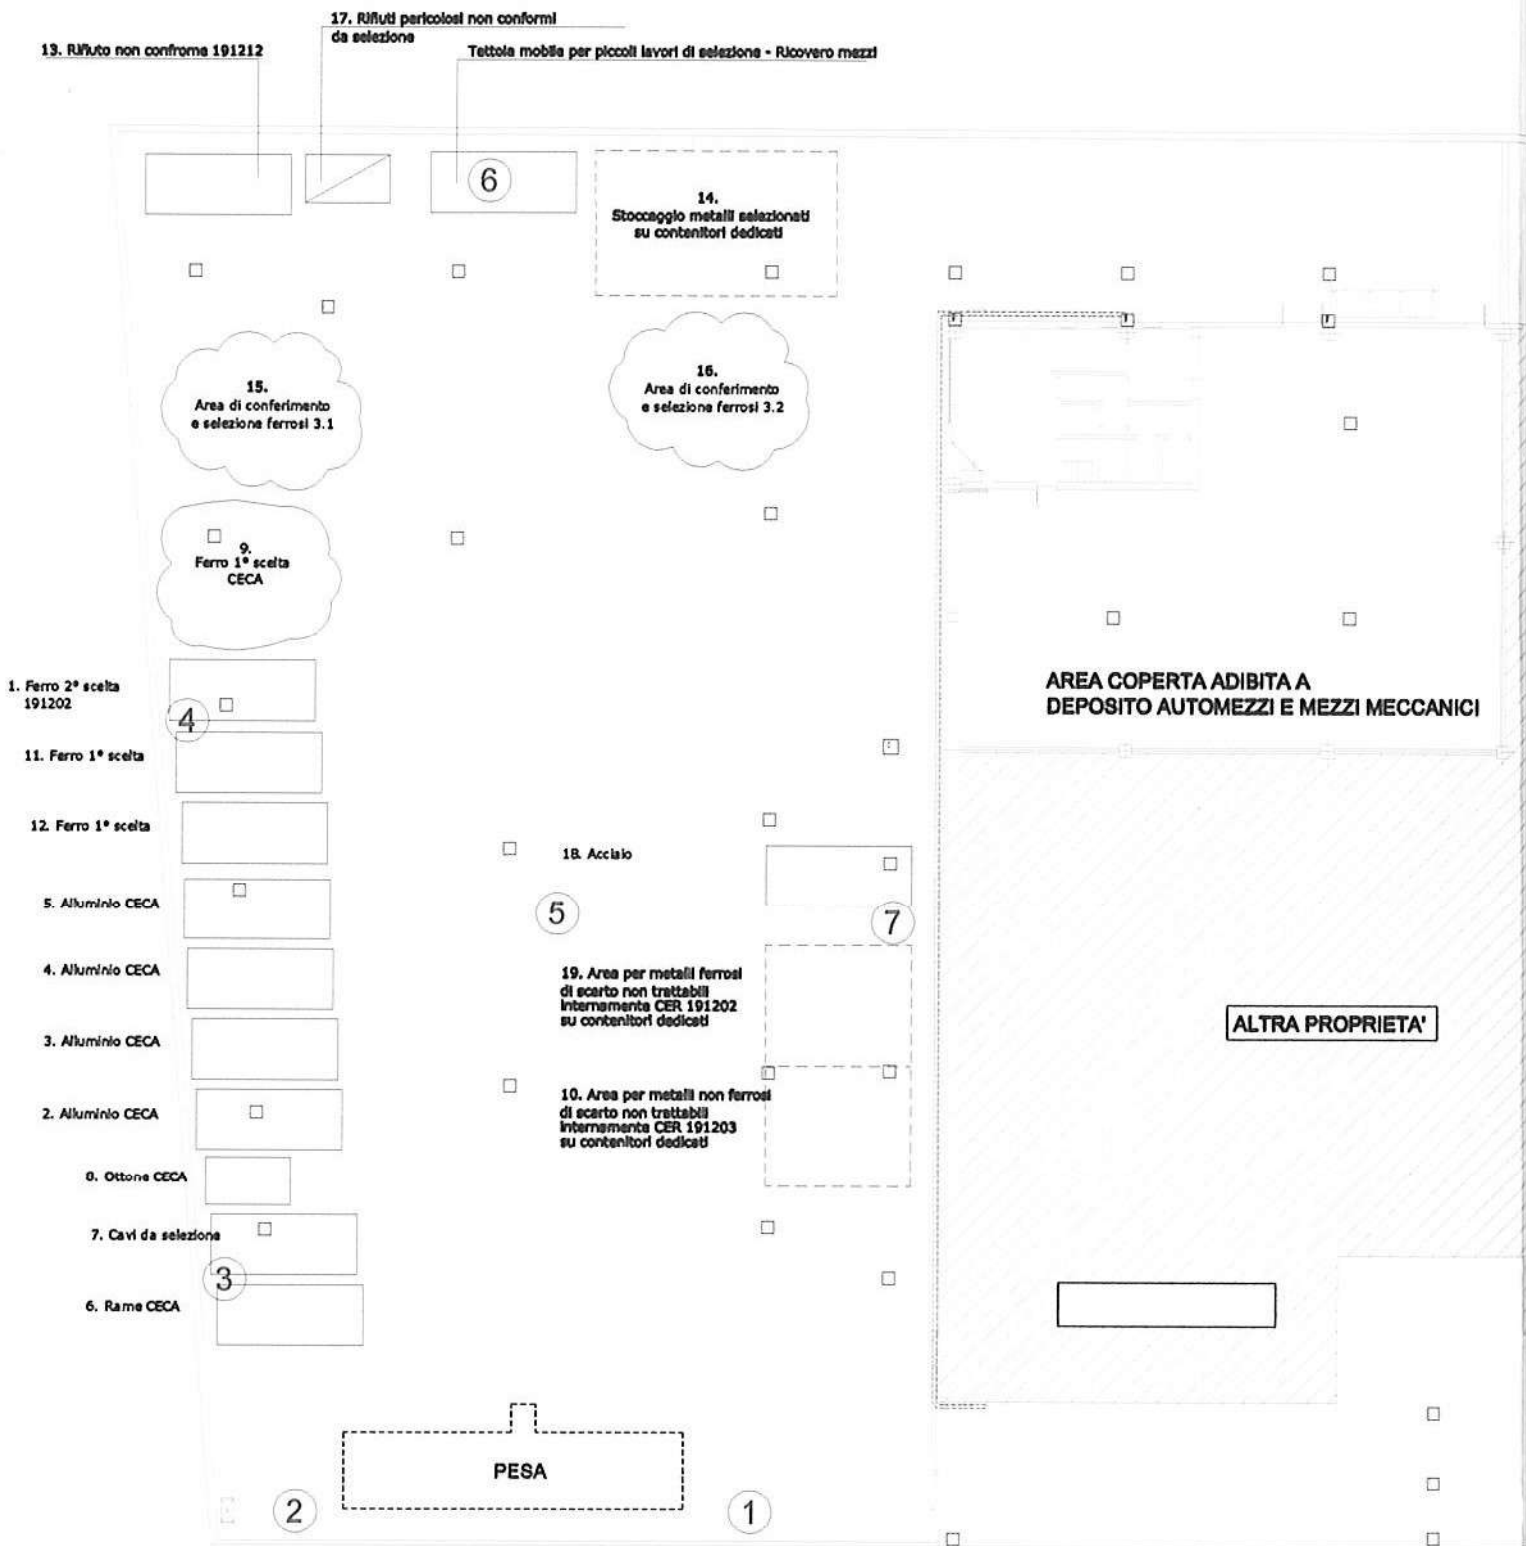 17. Rifiuti pericolosi non conformi
da selezione
13. Rifiuto non confrome 191212
Tettoia mobile per piccoli lavori di selezione - Ricovero mezzi
6
14.
Stoccaggio metalli selezionati
su contenitori dedicati
15.
Area di conferimento
e selezione ferrosi 3.1
16.
Area di conferimento
e selezione ferrosi 3.2
9.
Ferro 1ª scelta
CECA
1. Ferro 2ª scelta
191202
4
AREA COPERTA ADIBITA A
DEPOSITO AUTOMEZZI E MEZZI MECCANICI
11. Ferro 1ª scelta
12. Ferro 1ª scelta
18. Acciaio
5. Alluminio CECA
5
7
4. Alluminio CECA
19. Area per metalli ferrosi
di scarto non trattabili
internamente CER 191202
su contenitori dedicati
ALTRA PROPRIETA'
3. Alluminio CECA
2. Alluminio CECA
10. Area per metalli non ferrosi
di scarto non trattabili
internamente CER 191203
su contenitori dedicati
8. Ottone CECA
7. Cavi da selezione
3
6. Rame CECA
PESA
2
1